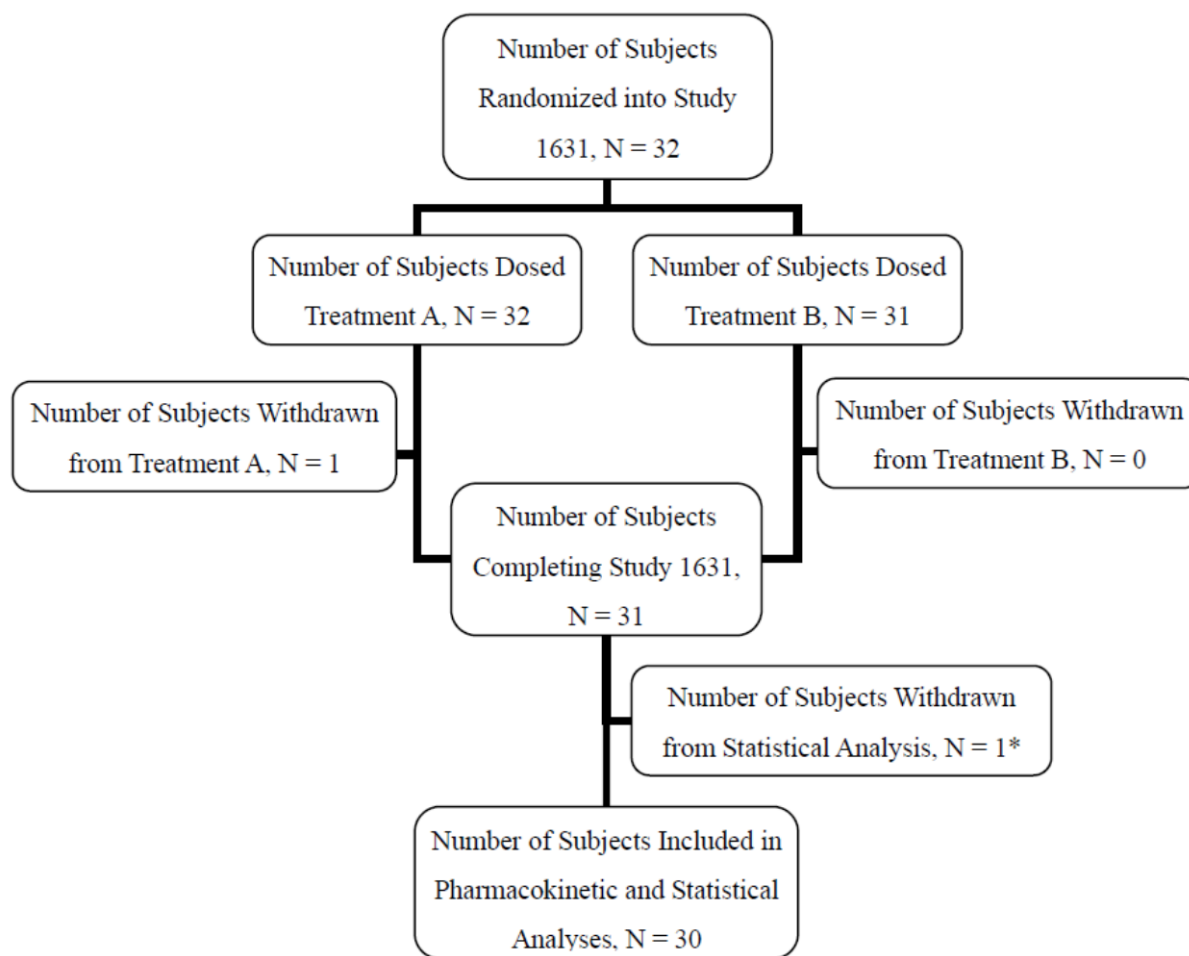 Number of Subjects
Randomized into Study
1631, N = 32
Number of Subjects Dosed
Treatment A, N = 32
Number of Subjects Dosed
Treatment B, N = 31
Number of Subjects Withdrawn
from Treatment A, N = 1
Number of Subjects Withdrawn
from Treatment B, N = 0
Number of Subjects
Completing Study 1631,
N = 31
Number of Subjects Withdrawn
from Statistical Analysis, N = 1*
Number of Subjects Included in
Pharmacokinetic and Statistical
Analyses, N = 30